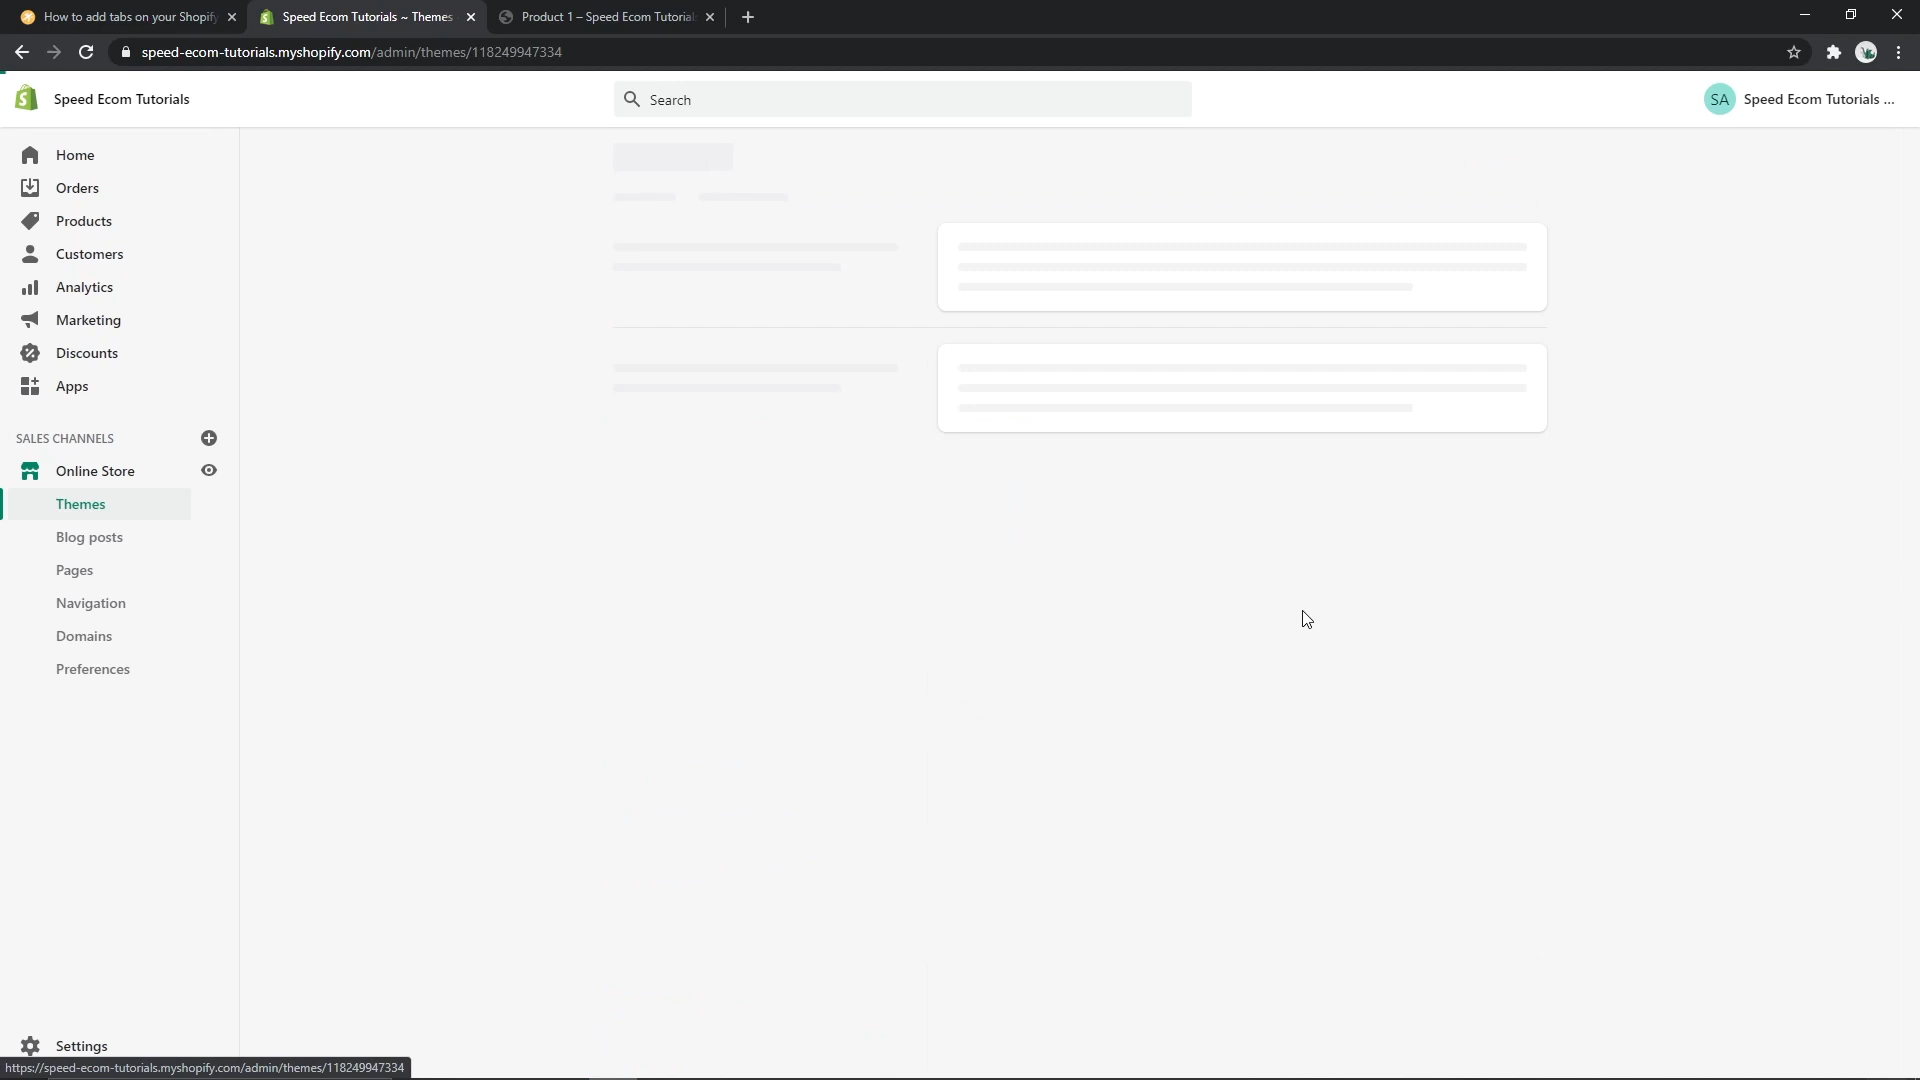 How to add tabs on your Shopify
Speed Ecom Tutorials ~ Themes
Product 1 – Speed Ecom Tutorials
speed-ecom-tutorials.myshopify.com/admin/themes/118249947334
Speed Ecom Tutorials
Search
SA
Speed Ecom Tutorials ...
Home
Orders
Products
Customers
Analytics
Marketing
Discounts
Apps
SALES CHANNELS
Online Store
Themes
Blog posts
Pages
Navigation
Domains
Preferences
Settings
https://speed-ecom-tutorials.myshopify.com/admin/themes/118249947334